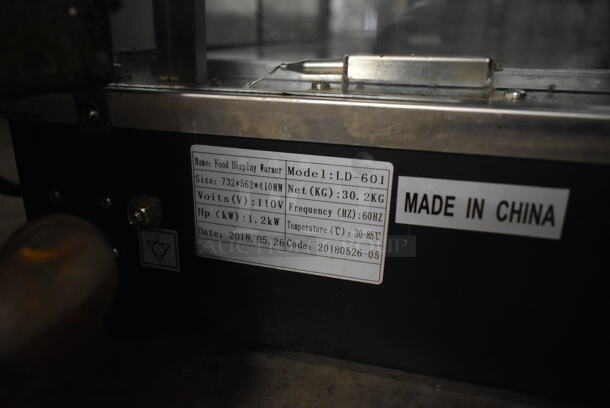 Name: Food Display Warmer
Model:LD-601
Size: 732*562*410MM
Net(KG):30.2KG
Voits(V):110V
Frequency(HZ):60HZ
Hp (kW):1.2kW
Temperature(℃): 30-85℃
Date: 2018.05.26
Code: 20180526-05
MADE IN CHINA